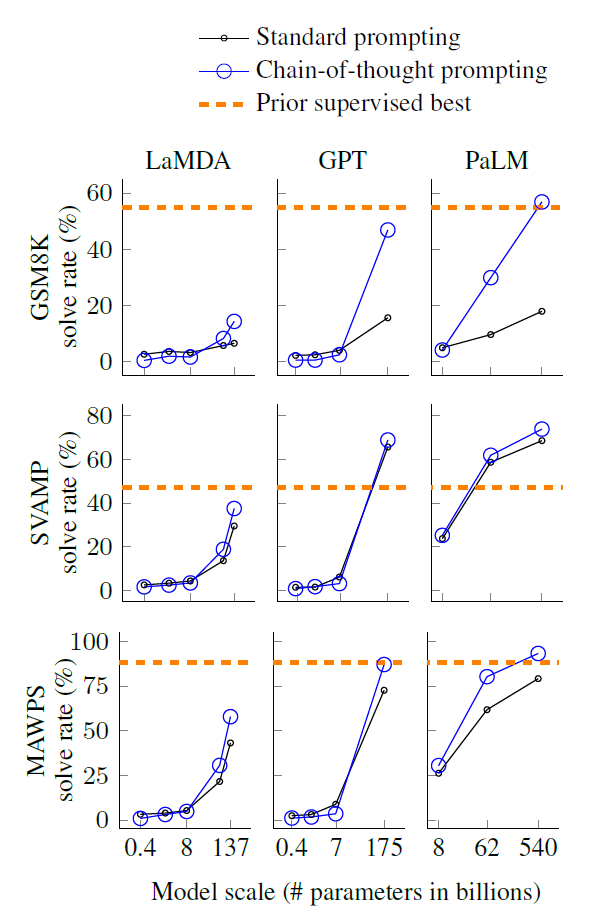 Standard prompting
Chain-of-thought prompting
Prior supervised best
LaMDA GPT PaLM
GSM8K
solve rate (%)
60
40
20
0
SVAMP
solve rate (%)
80
60
40
20
0
MAWPS
solve rate (%)
100
75
50
25
0
0.4 8 137 0.4 7 175 8 62 540
Model scale (# parameters in billions)